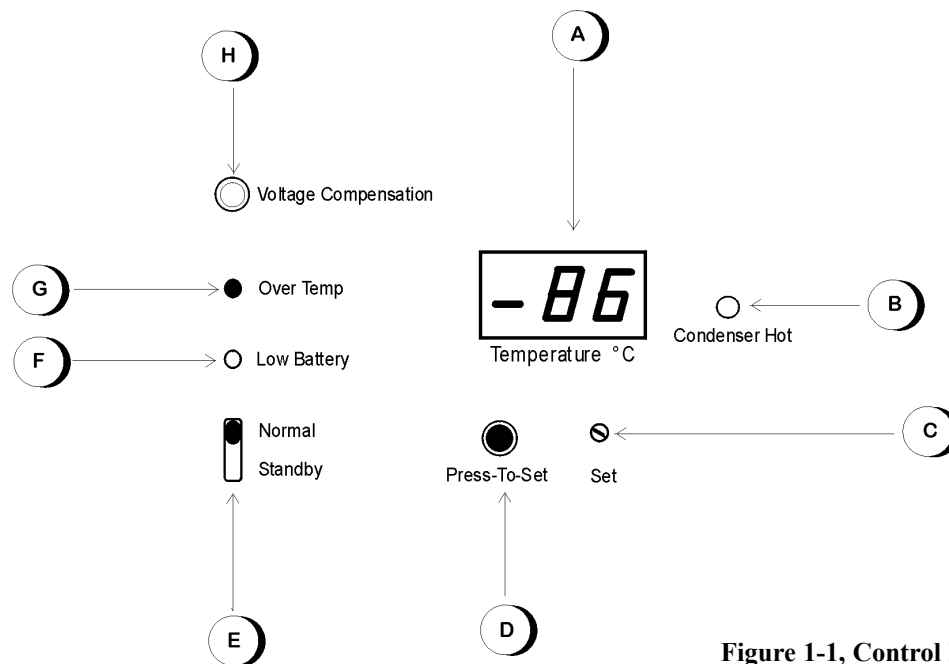 A
H
Voltage Compensation
G
Over Temp
-86
B
Condenser Hot
Temperature °C
F
Low Battery
Normal
C
Standby
Press-To-Set
Set
E
D
Figure 1-1, Control